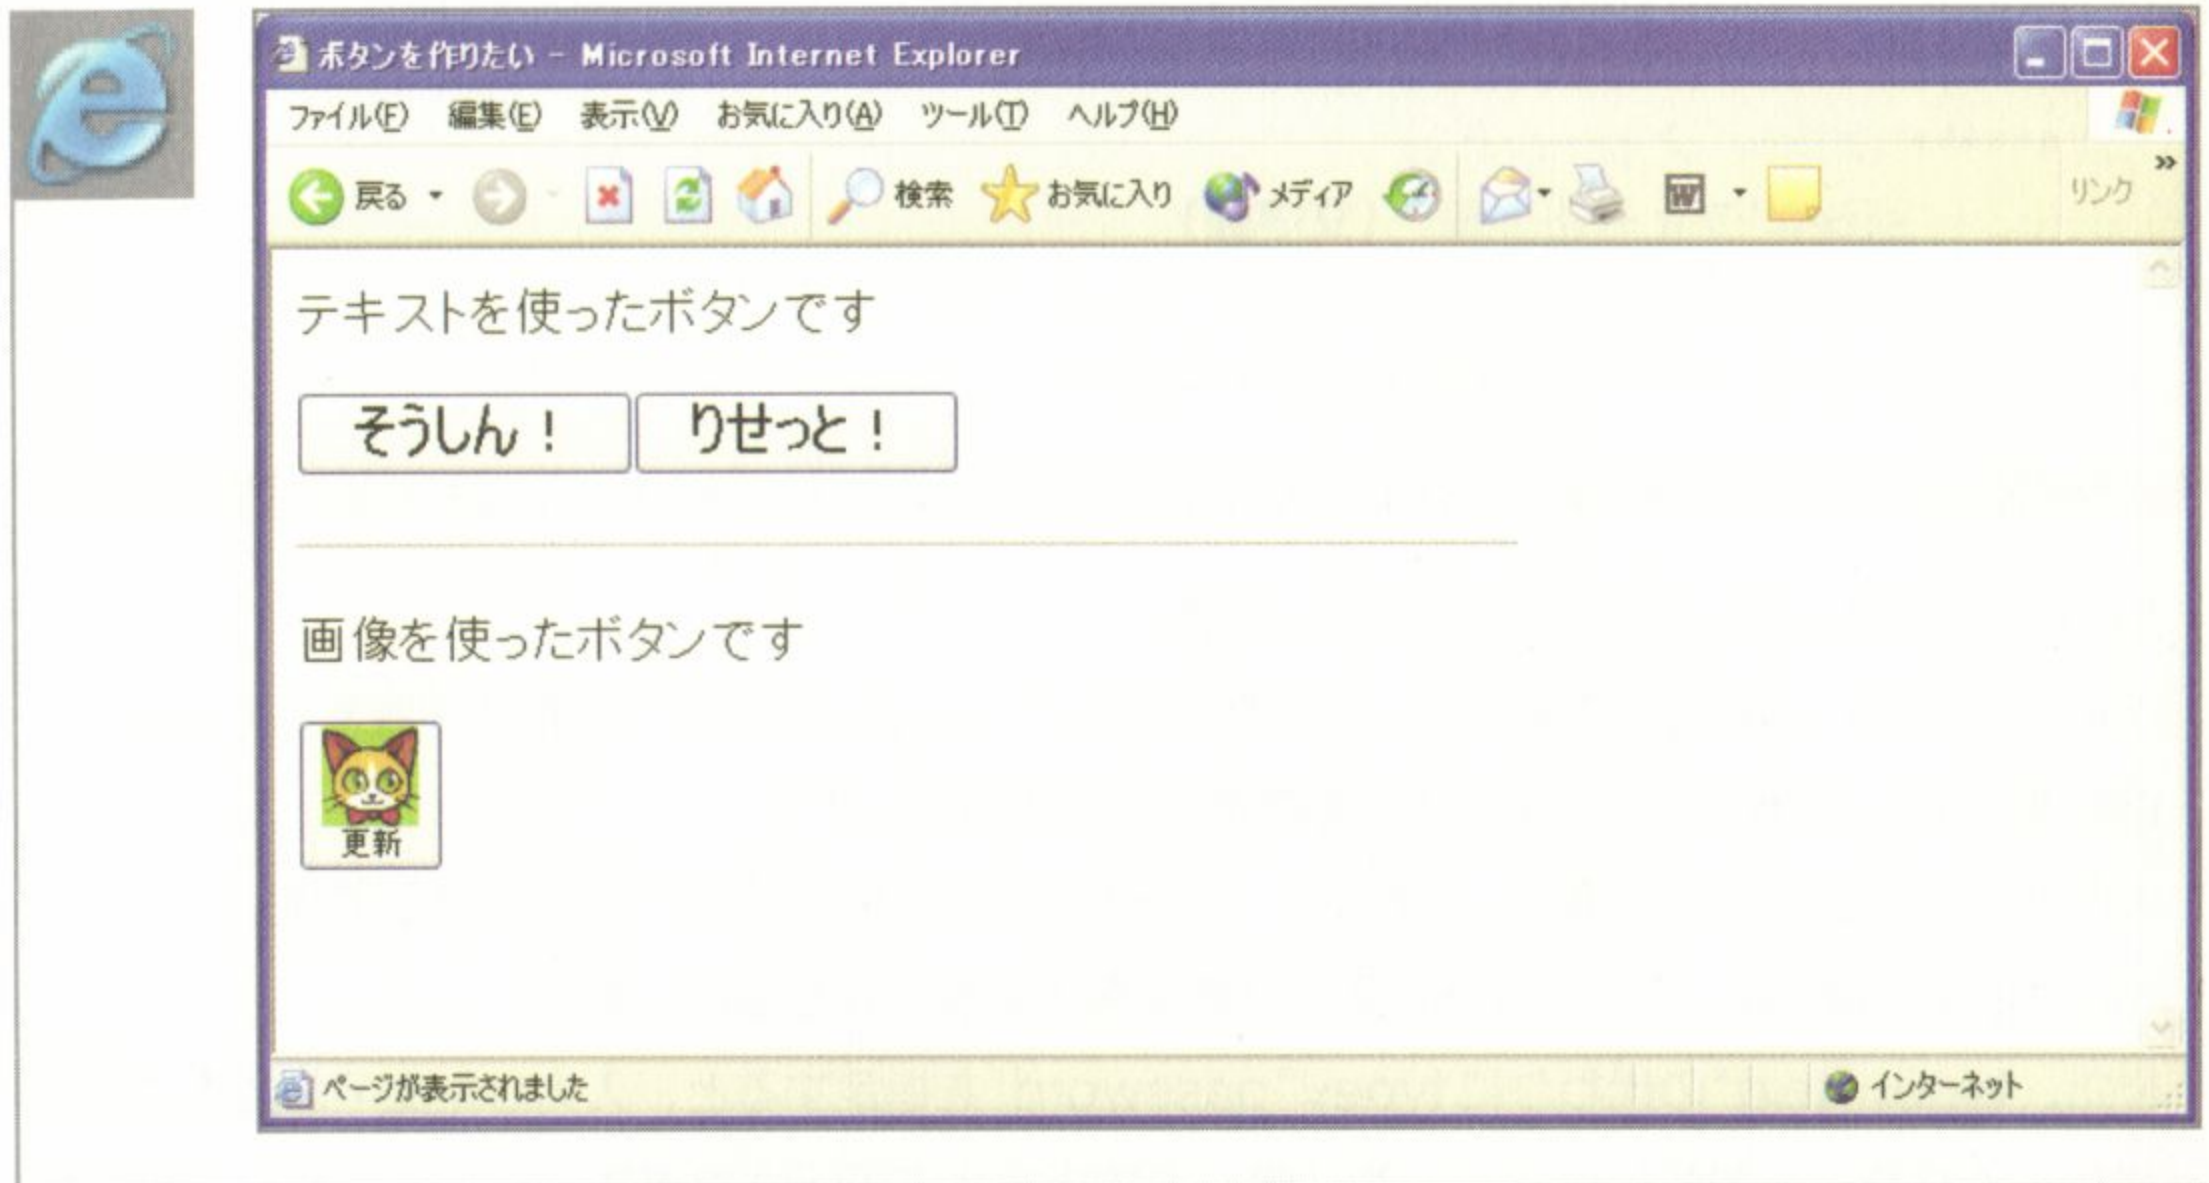 ボタンを作りたい - Microsoft Internet Explorer
ファイル(F) 編集(E) 表示(V) お気に入り(A) ツール(T) ヘルプ(H)
戻る 検索 お気に入り メディア W リンク »
テキストを使ったボタンです
そうしん！ りせっと！
画像を使ったボタンです
更新
ページが表示されました インターネット